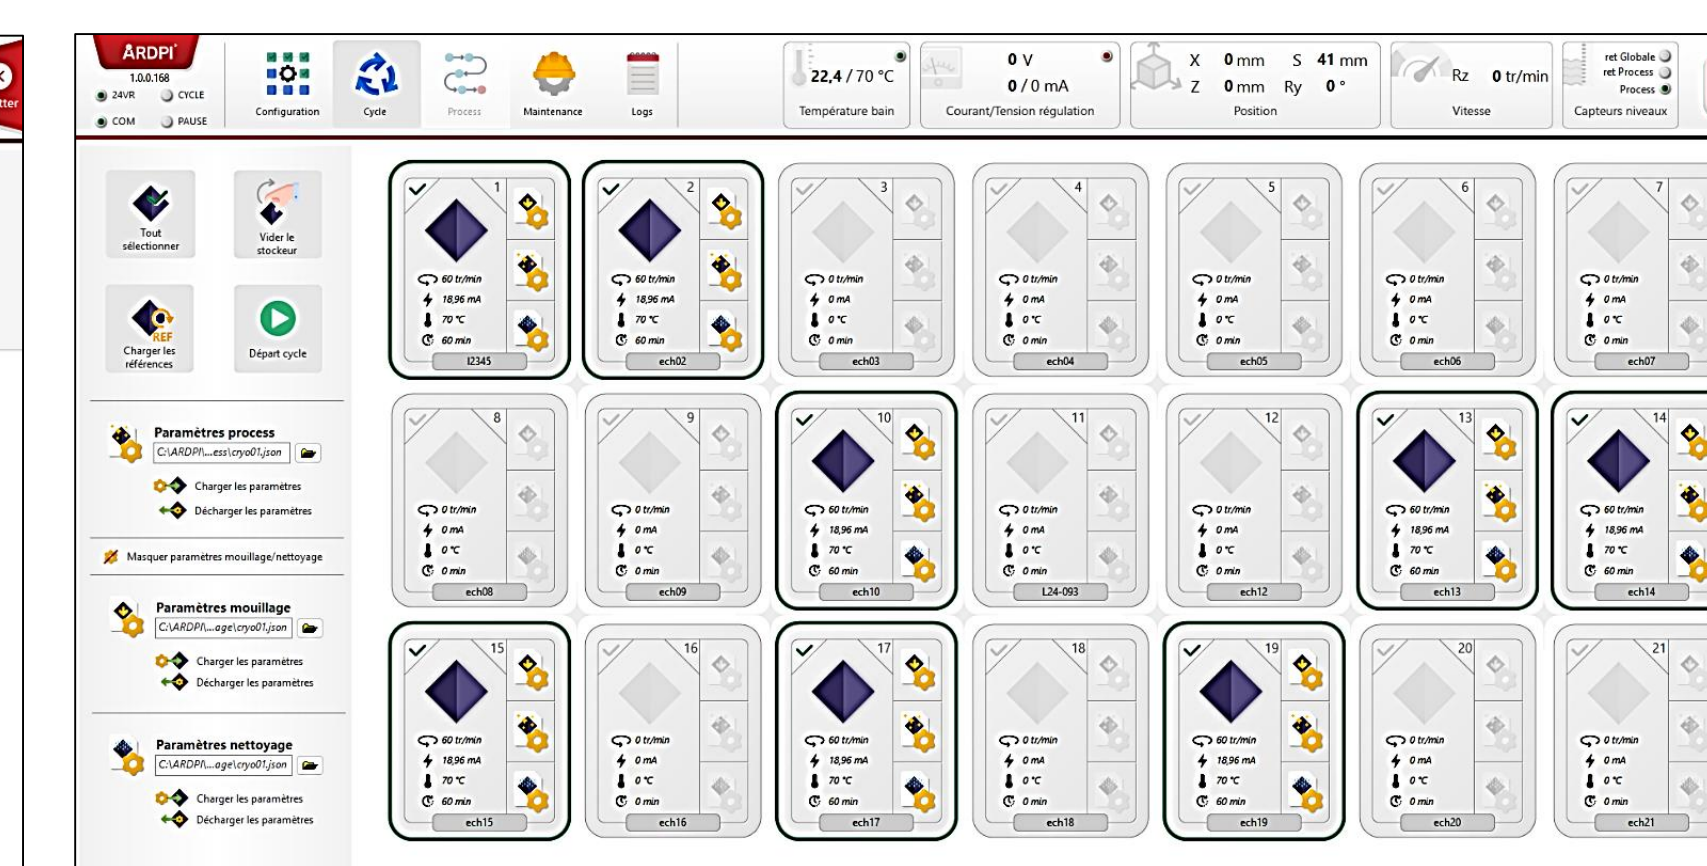 tter
ARDPI
1.0.0.168
24VR CYCLE
COM PAUSE
Configuration
Cycle
Process
Maintenance
Logs
22,4 / 70 °C
Température bain
0 V
0 / 0 mA
Courant/Tension régulation
X 0 mm S 41 mm
Z 0 mm Ry 0 °
Position
Rz 0 tr/min
Vitesse
ret Globale
ret Process
Process
Capteurs niveaux
Tout
sélectionner
Vider le
stockeur
REF
Charger les
références
Départ cycle
Paramètres process
C:\ARDPI\...ess\cryo01.json
Charger les paramètres
Décharger les paramètres
Masquer paramètres mouillage/nettoyage
Paramètres mouillage
C:\ARDPI\...age\cryo01.json
Charger les paramètres
Décharger les paramètres
Paramètres nettoyage
C:\ARDPI\...age\cryo01.json
Charger les paramètres
Décharger les paramètres
1
60 tr/min
18,96 mA
70 °C
60 min
I2345
2
60 tr/min
18,96 mA
70 °C
60 min
ech02
3
0 tr/min
0 mA
0 °C
0 min
ech03
4
0 tr/min
0 mA
0 °C
0 min
ech04
5
0 tr/min
0 mA
0 °C
0 min
ech05
6
0 tr/min
0 mA
0 °C
0 min
ech06
7
0 tr/min
0 mA
0 °C
0 min
ech07
8
0 tr/min
0 mA
0 °C
0 min
ech08
9
0 tr/min
0 mA
0 °C
0 min
ech09
10
60 tr/min
18,96 mA
70 °C
60 min
ech10
11
0 tr/min
0 mA
0 °C
0 min
L24-093
12
0 tr/min
0 mA
0 °C
0 min
ech12
13
60 tr/min
18,96 mA
70 °C
60 min
ech13
14
60 tr/min
18,96 mA
70 °C
60 min
ech14
15
60 tr/min
18,96 mA
70 °C
60 min
ech15
16
0 tr/min
0 mA
0 °C
0 min
ech16
17
60 tr/min
18,96 mA
70 °C
60 min
ech17
18
0 tr/min
0 mA
0 °C
0 min
ech18
19
60 tr/min
18,96 mA
70 °C
60 min
ech19
20
0 tr/min
0 mA
0 °C
0 min
ech20
21
0 tr/min
0 mA
0 °C
0 min
ech21